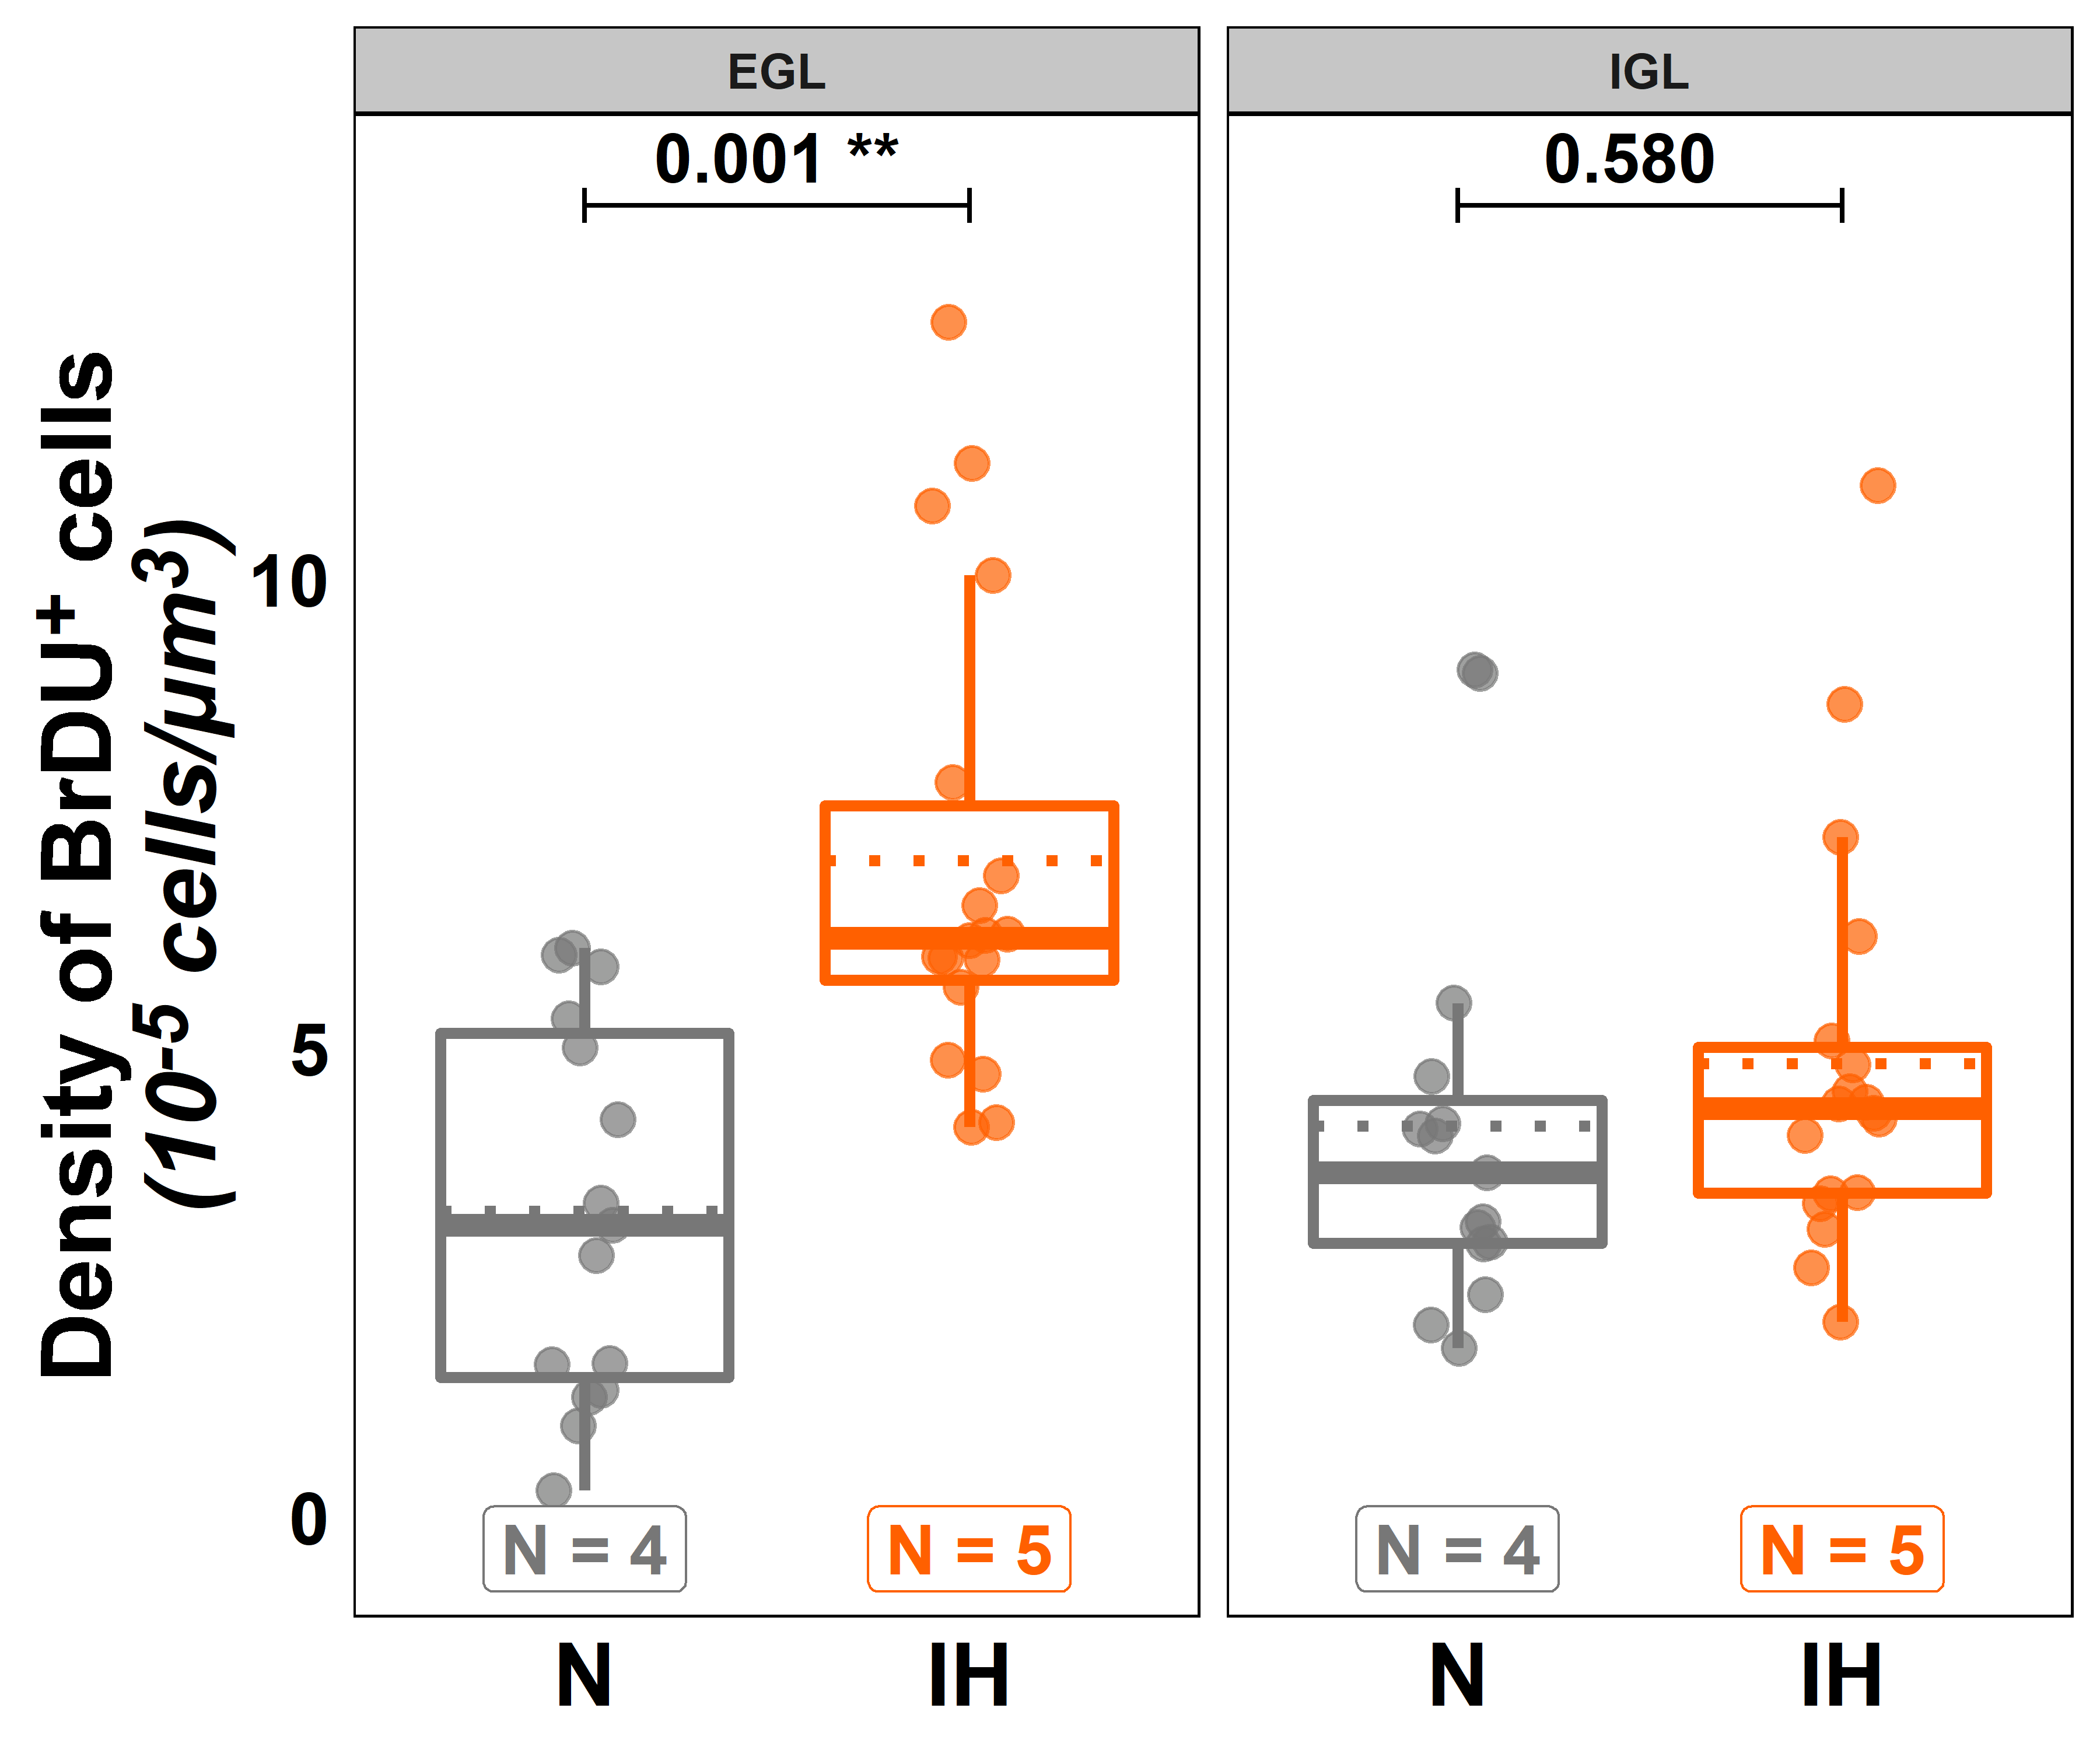 EGL
IGL
0.001 **
0.580
Density of BrDU⁺ cells
(10⁻⁵ cells/µm³)
10
5
0
N = 4
N = 5
N = 4
N = 5
N
IH
N
IH